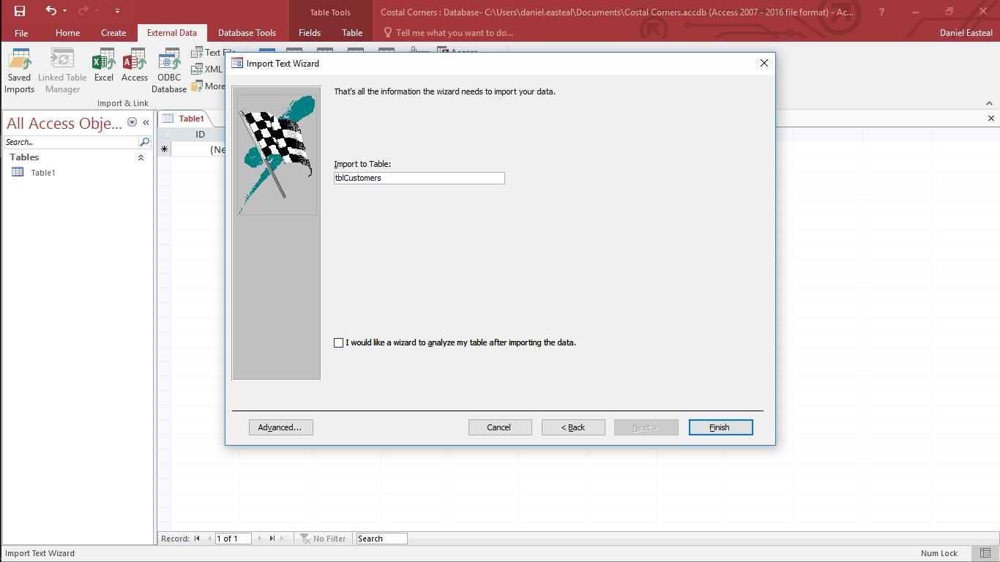 Table Tools
Costal Corners : Database- C:\Users\daniel.easteal\Documents\Costal Corners.accdb (Access 2007 - 2016 file format) - Ac...
?
File
Home
Create
External Data
Database Tools
Fields
Table
Tell me what you want to do...
Daniel Easteal
Saved Imports
Linked Table Manager
Excel
Access
ODBC Database
Text File
XML
More
Access
Import & Link
Import Text Wizard
That's all the information the wizard needs to import your data.
Import to Table:
tblCustomers
I would like a wizard to analyze my table after importing the data.
Advanced...
Cancel
< Back
Next >
Finish
All Access Obje...
Search...
Tables
Table1
Table1
ID
(Ne
Record:
1 of 1
No Filter
Search
Import Text Wizard
Num Lock